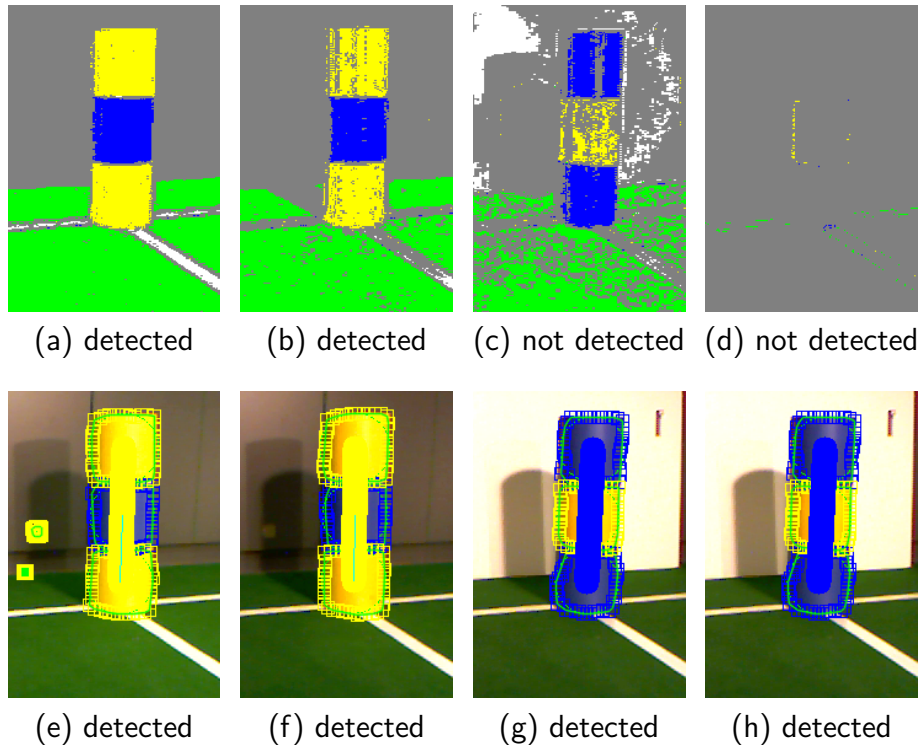 (a) detected
(b) detected
(c) not detected
(d) not detected
(e) detected
(f) detected
(g) detected
(h) detected